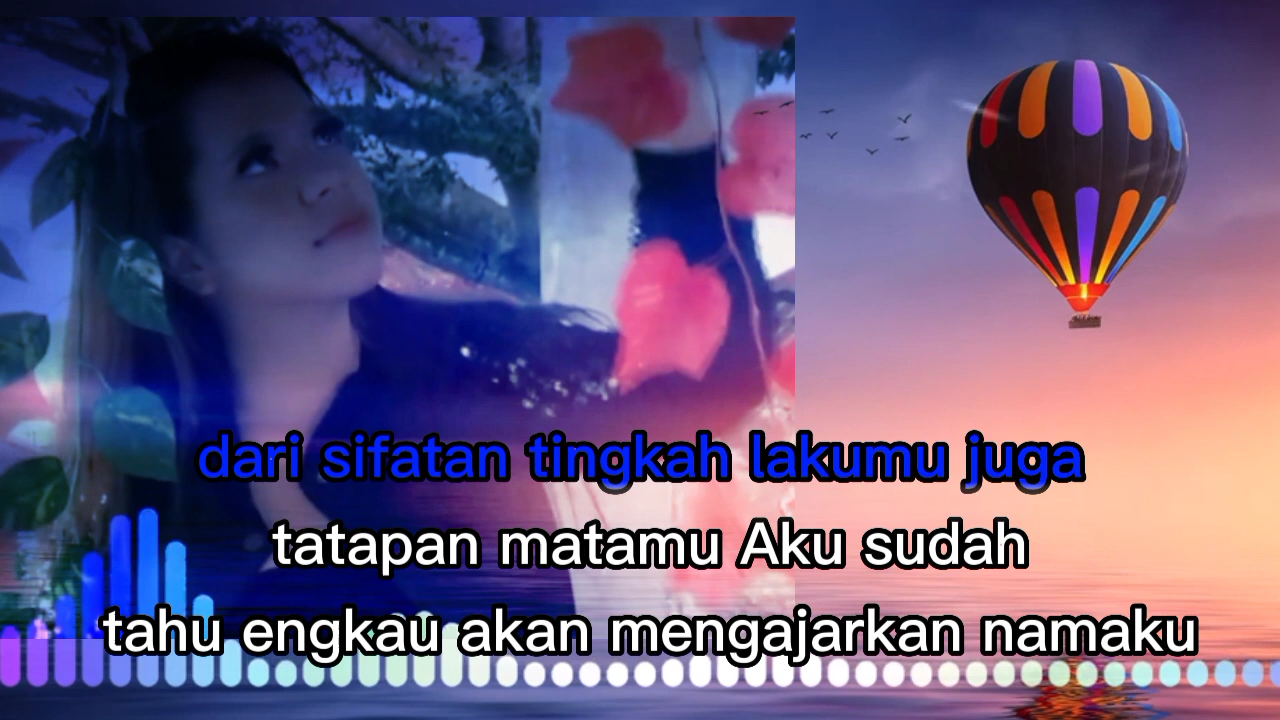 dari sifatan tingkah lakumu juga
tatapan matamu Aku sudah
tahu engkau akan mengajarkan namaku